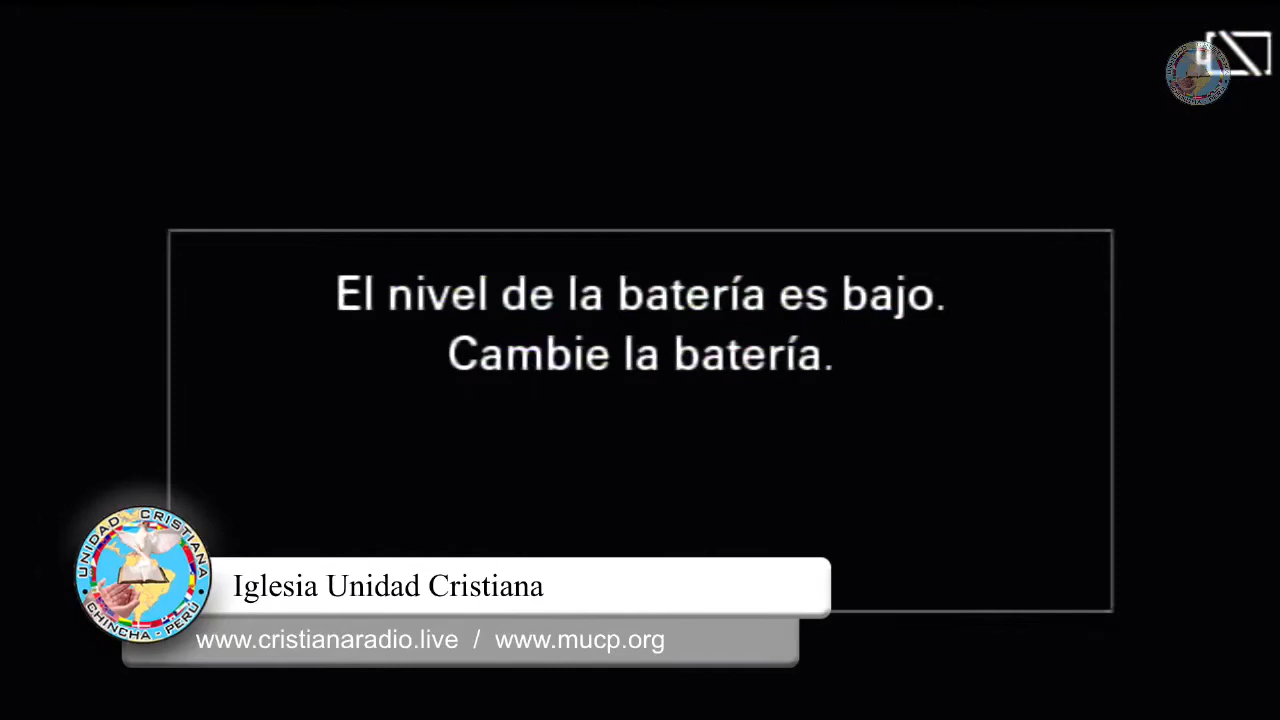 El nivel de la batería es bajo.
Cambie la batería.
UNIDAD CRISTIANA
CHINCHA - PERÚ
Iglesia Unidad Cristiana
www.cristianaradio.live / www.mucp.org